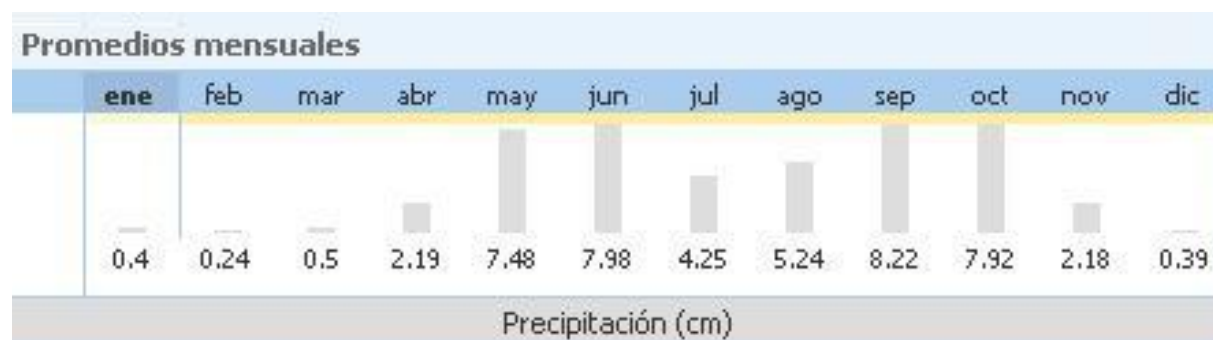 Promedios mensuales
ene feb mar abr may jun jul ago sep oct nov dic
0.4 0.24 0.5 2.19 7.48 7.98 4.25 5.24 8.22 7.92 2.18 0.39
Precipitación (cm)